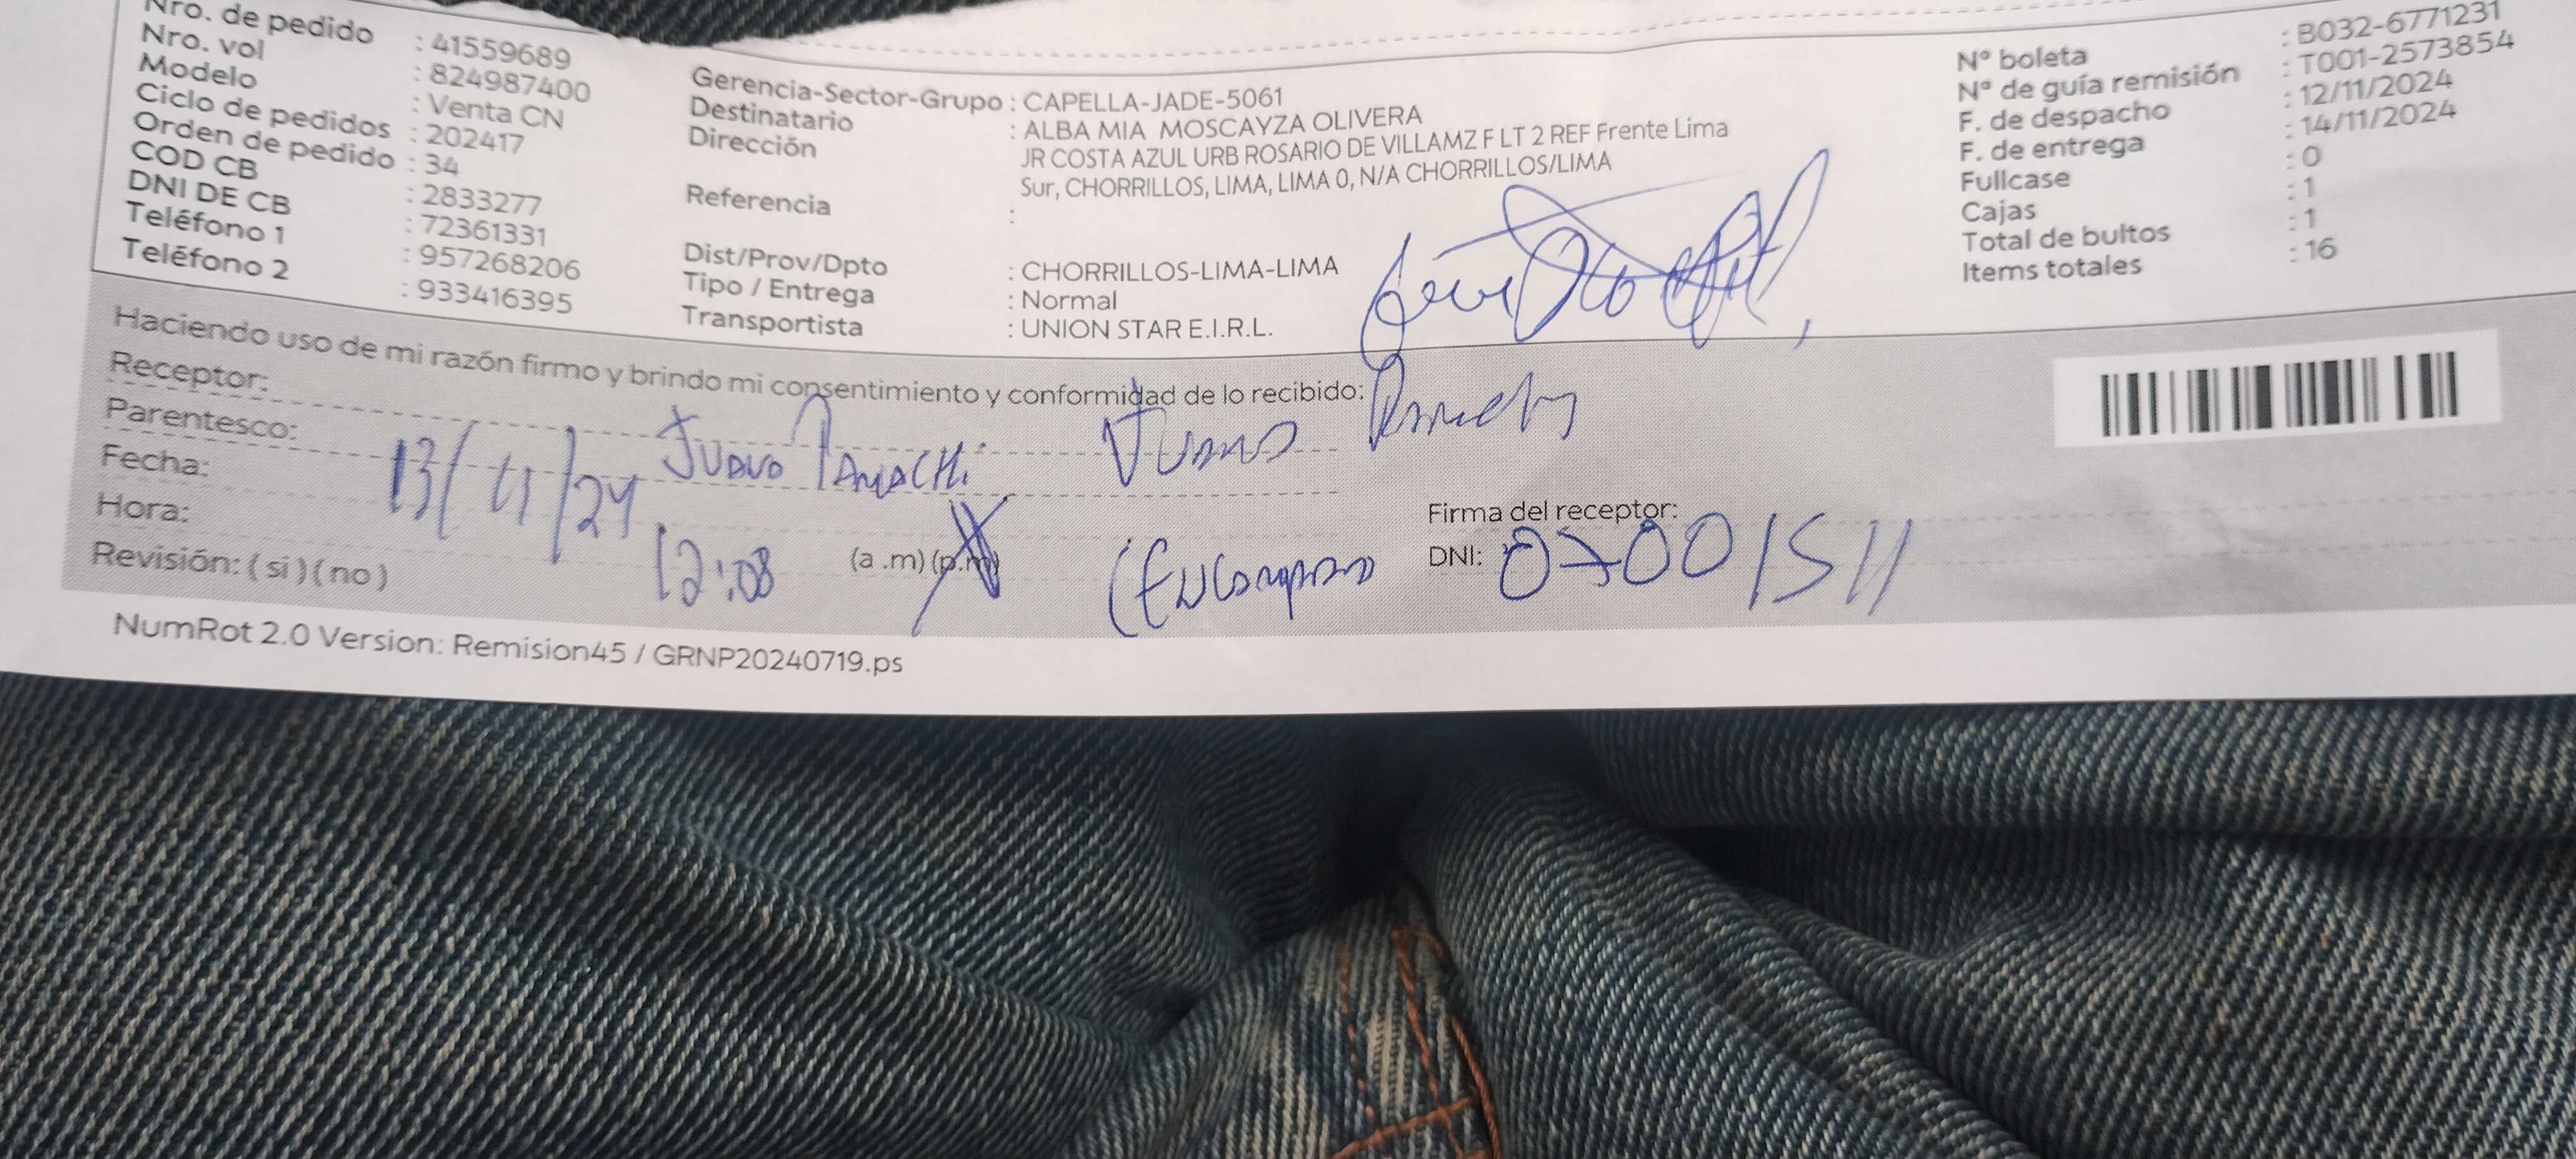 Nro. de pedido : 41559689
Nro. vol : 824987400
Modelo : Venta CN
Ciclo de pedidos : 202417
Orden de pedido : 34
COD CB : 2833277
DNI DE CB : 72361331
Teléfono 1 : 957268206
Teléfono 2 : 933416395
Gerencia-Sector-Grupo : CAPELLA-JADE-5061
Destinatario : ALBA MIA MOSCAYZA OLIVERA
Dirección JR COSTA AZUL URB ROSARIO DE VILLAMZ F LT 2 REF Frente Lima
Sur, CHORRILLOS, LIMA, LIMA 0, N/A CHORRILLOS/LIMA
Referencia :
Dist/Prov/Dpto : CHORRILLOS-LIMA-LIMA
Tipo / Entrega : Normal
Transportista : UNION STAR E.I.R.L.
Nº boleta : B032-6771231
Nº de guía remisión : T001-2573854
F. de despacho : 12/11/2024
F. de entrega : 14/11/2024
Fullcase : 0
Cajas : 1
Total de bultos : 1
Items totales : 16
Haciendo uso de mi razón firmo y brindo mi consentimiento y conformidad de lo recibido:
Receptor:
Parentesco:
Fecha: 13/11/24
Hora: 12:08 (a .m) (p.m)
Revisión: ( si ) ( no )
Firma del receptor:
DNI: 07001511
NumRot 2.0 Version: Remision45 / GRNP20240719.ps